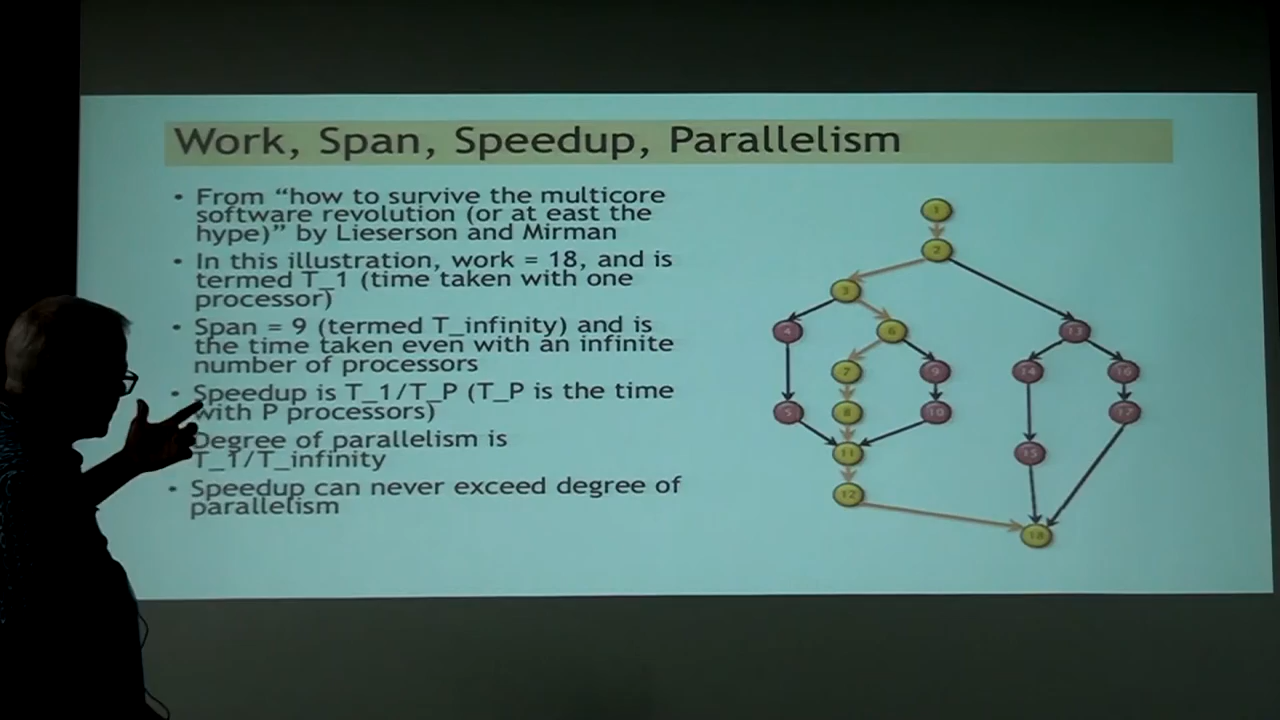 Work, Span, Speedup, Parallelism
• From “how to survive the multicore
software revolution (or at east the
hype)” by Lieserson and Mirman
• In this illustration, work = 18, and is
termed T_1 (time taken with one
processor)
• Span = 9 (termed T_infinity) and is
the time taken even with an infinite
number of processors
• Speedup is T_1/T_P (T_P is the time
with P processors)
Degree of parallelism is
T_1/T_infinity
• Speedup can never exceed degree of
parallelism
1
2
3
4
6
13
7
9
14
16
5
8
10
17
11
15
12
18